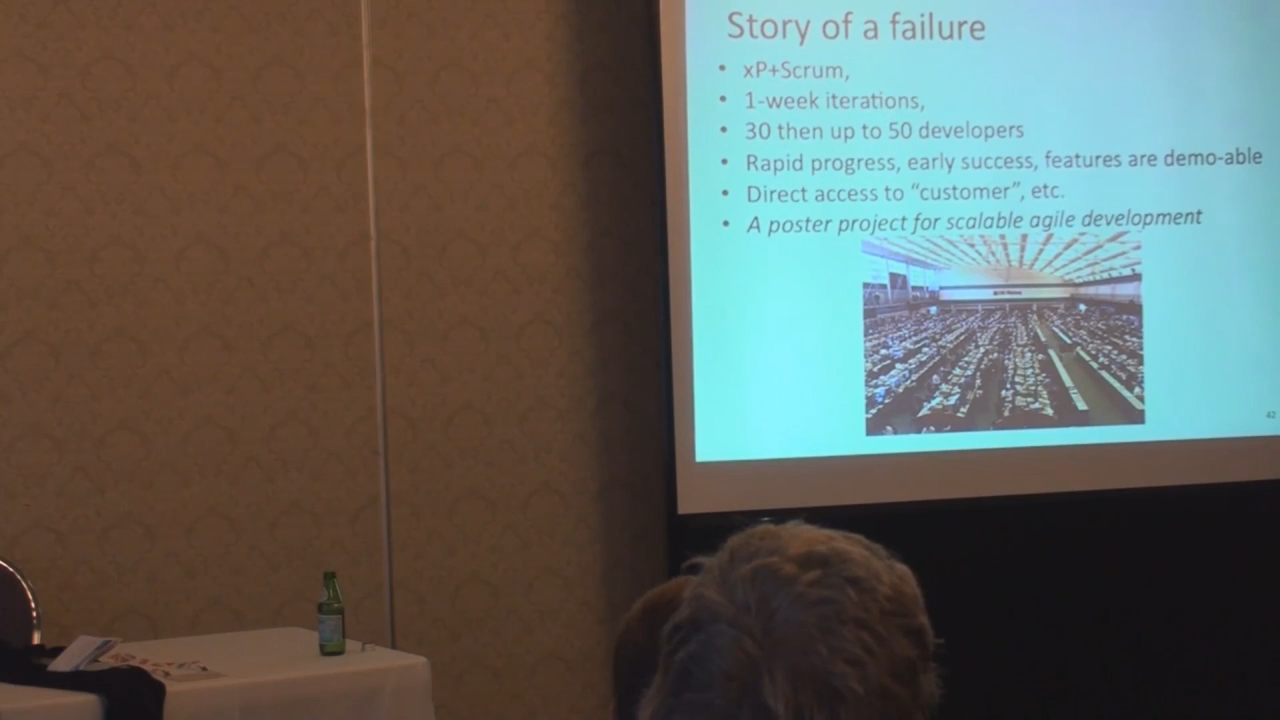 Story of a failure
• xP+Scrum,
• 1-week iterations,
• 30 then up to 50 developers
• Rapid progress, early success, features are demo-able
• Direct access to “customer”, etc.
• A poster project for scalable agile development
42